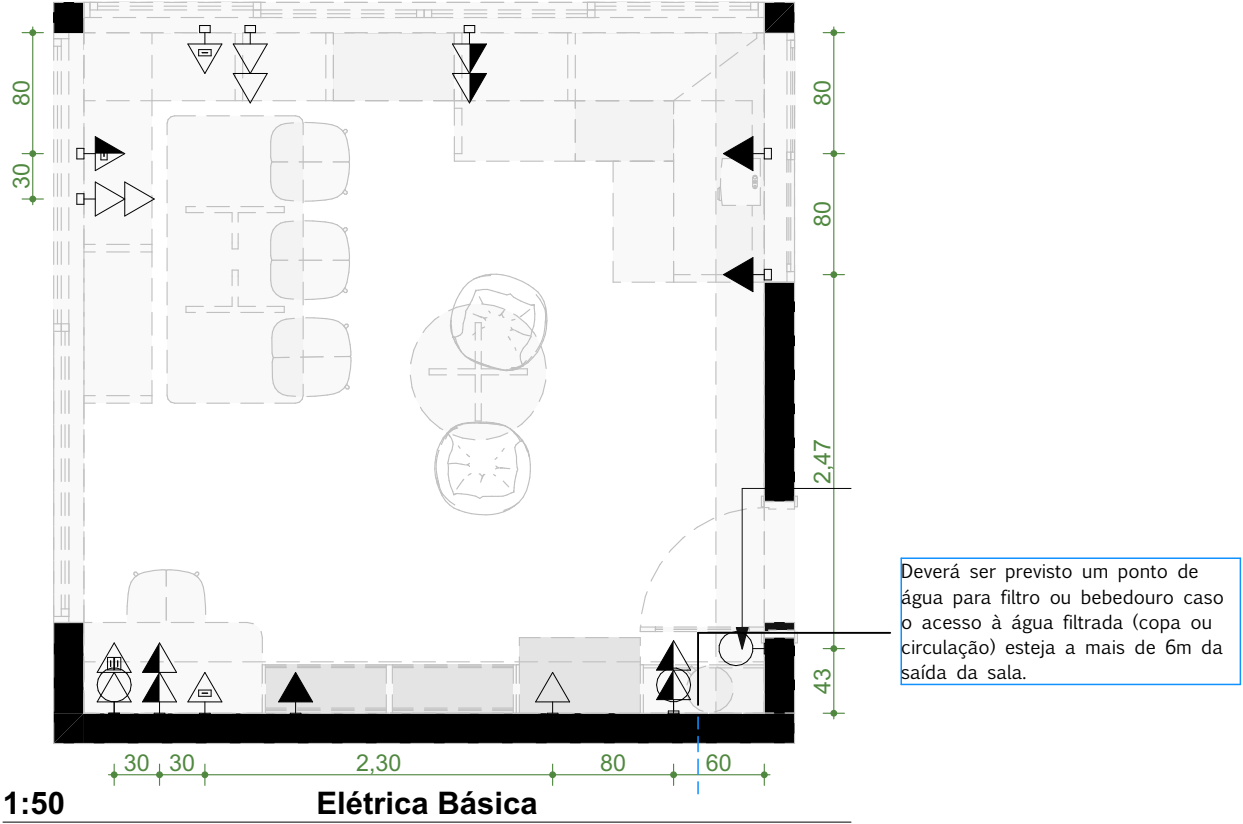 80
30
80
80
2,47
43
Deverá ser previsto um ponto de
água para filtro ou bebedouro caso
o acesso à água filtrada (copa ou
circulação) esteja a mais de 6m da
saída da sala.
30
30
2,30
80
60
1:50
Elétrica Básica